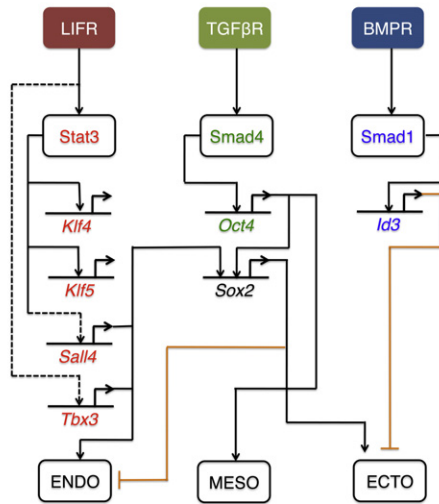 LIFR
TGFβR
BMPR
Stat3
Smad4
Smad1
Klf4
Oct4
Id3
Klf5
Sox2
Sall4
Tbx3
ENDO
MESO
ECTO